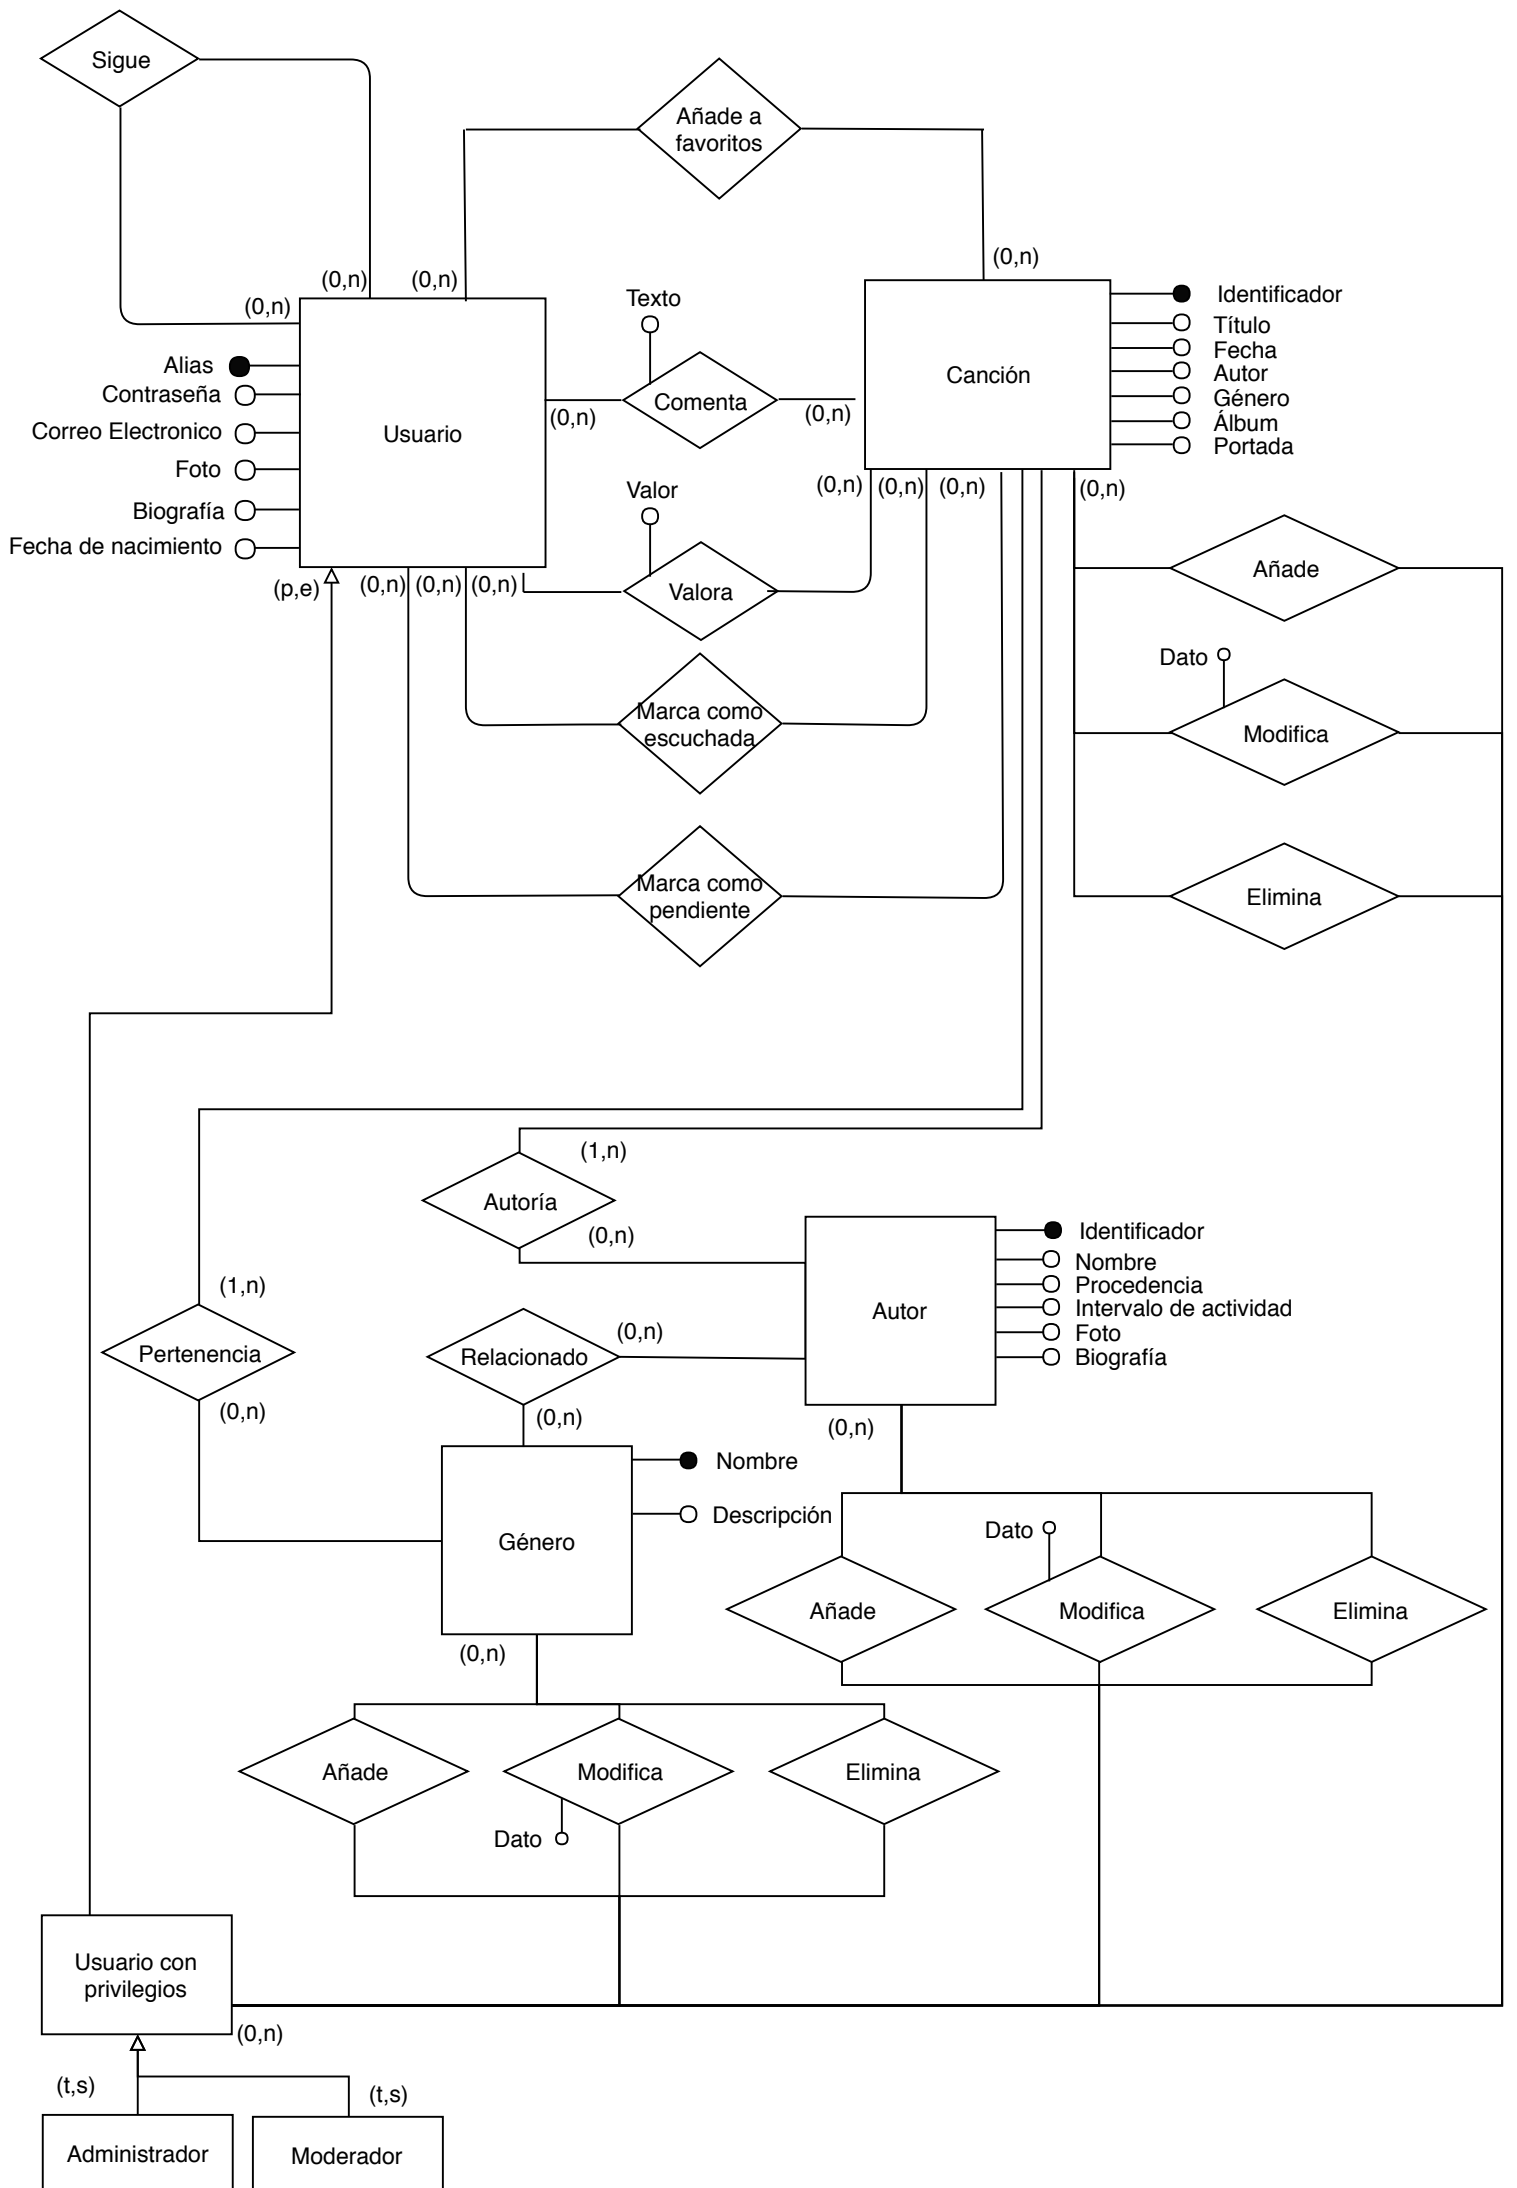 Sigue
Añade a
favoritos
(0,n)
(0,n)
(0,n)
(0,n)
Texto
Identificador
Título
Fecha
Autor
Género
Álbum
Portada
Canción
Alias
Contraseña
Correo Electronico
Foto
Biografía
Fecha de nacimiento
Usuario
Comenta
(0,n)
(0,n)
Valor
(0,n)
(0,n)
(0,n)
(0,n)
(p,e)
(0,n)
(0,n)
(0,n)
Valora
Añade
Dato
Marca como
escuchada
Modifica
Marca como
pendiente
Elimina
(1,n)
Autoría
(0,n)
Identificador
Nombre
Procedencia
Intervalo de actividad
Foto
Biografía
Autor
(1,n)
Pertenencia
(0,n)
Relacionado
(0,n)
(0,n)
(0,n)
Nombre
Descripción
Género
(0,n)
Dato
Añade
Modifica
Elimina
Añade
Modifica
Elimina
Dato
Usuario con
privilegios
(0,n)
(t,s)
(t,s)
Administrador
Moderador